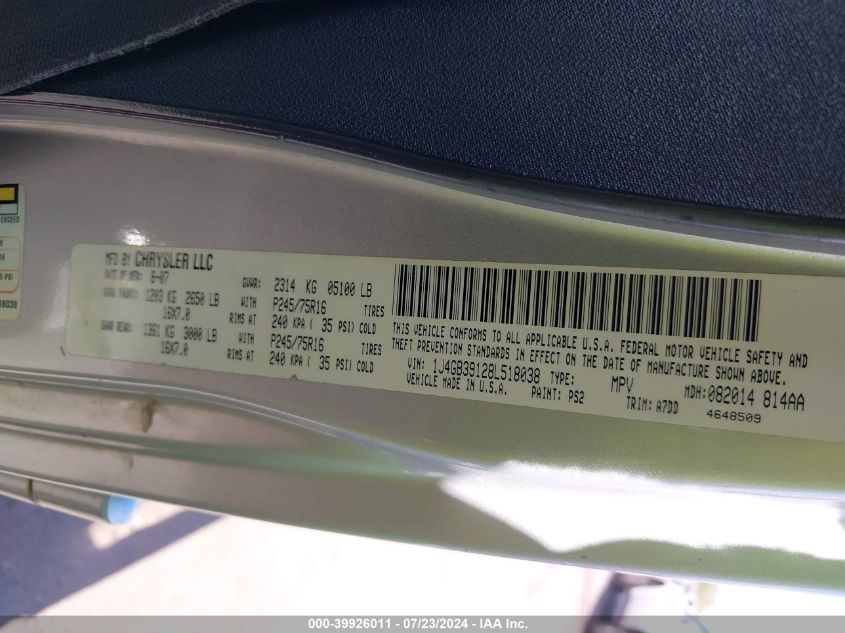 EXCEED
5 PSI
18038
MFD BY CHRYSLER LLC
DATE OF MFR: 8-07 GVWR: 2314 KG 05100 LB
GAWR FRONT: 1203 KG 2650 LB WITH P245/75R16 TIRES
16X7.0 RIMS AT 240 KPA ( 35 PSI) COLD
GAWR REAR: 1361 KG 3000 LB WITH P245/75R16 TIRES
16X7.0 RIMS AT 240 KPA ( 35 PSI) COLD
THIS VEHICLE CONFORMS TO ALL APPLICABLE U.S.A. FEDERAL MOTOR VEHICLE SAFETY AND
THEFT PREVENTION STANDARDS IN EFFECT ON THE DATE OF MANUFACTURE SHOWN ABOVE.
VIN: 1J4GB39128L518038 TYPE: MPV MDH: 082014 814AA
VEHICLE MADE IN U.S.A. PAINT: PS2 TRIM: A7DD 4648509
000-39926011 - 07/23/2024 - IAA Inc.